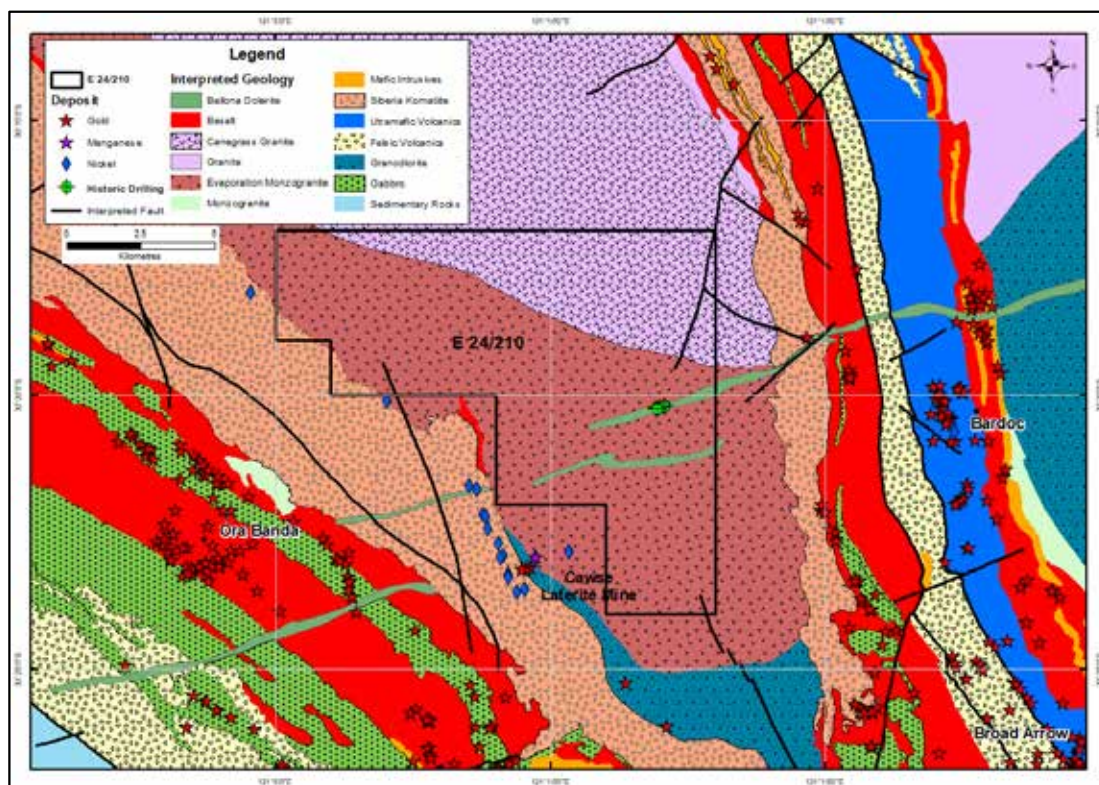 Legend
E 24/210
Deposit
Gold
Manganese
Nickel
Historic Drilling
Interpreted Fault
Interpreted Geology
Bellona Dolerite
Basalt
Canegrass Granite
Granite
Evaporation Monzogranite
Monzogranite
Mafic Intrusives
Siberia Komatiite
Ultramafic Volcanics
Felsic Volcanics
Granodiorite
Gabbro
Sedimentary Rocks
0 2.5 5
Kilometres
E 24/210
Bardoc
Ora Banda
Cawse
Laterite Mine
Broad Arrow